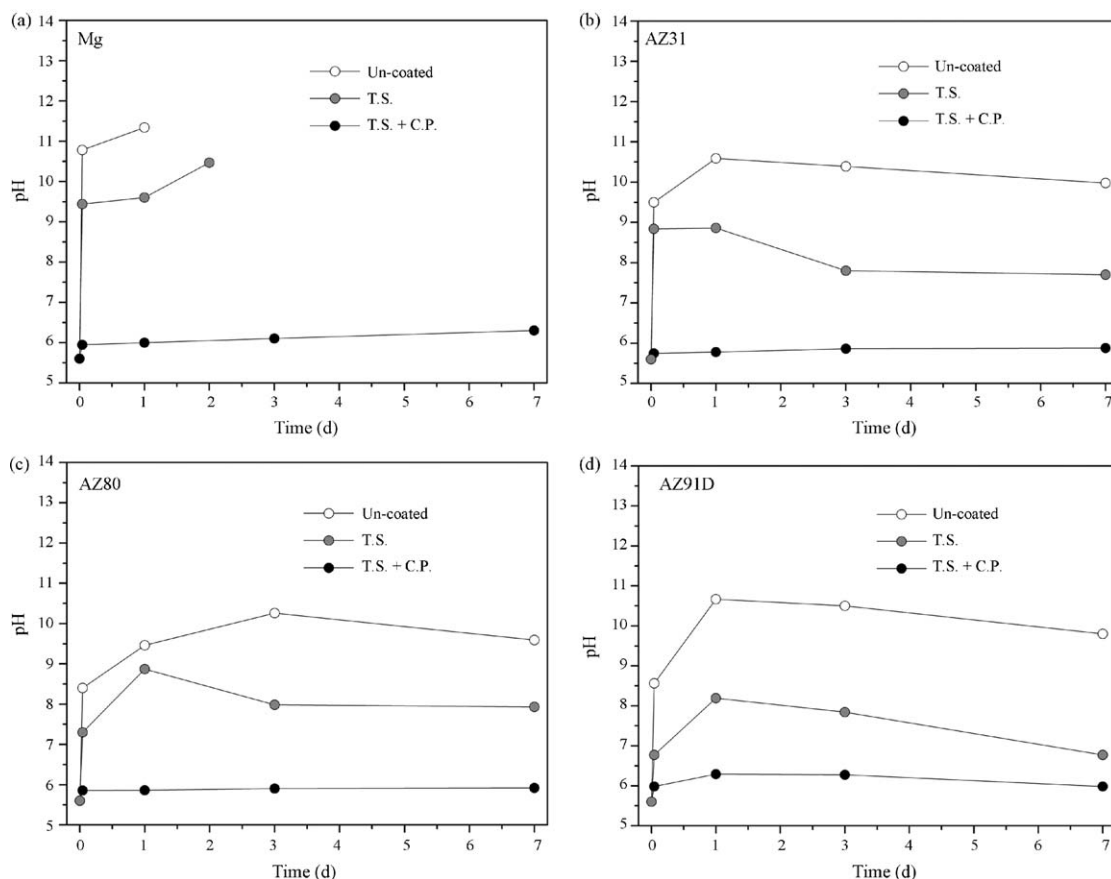 (a)
14
13
12
11
10
9
8
7
6
5
pH
Mg
Un-coated
T.S.
T.S. + C.P.
0 1 2 3 4 5 6 7
Time (d)
(b)
14
13
12
11
10
9
8
7
6
5
pH
AZ31
Un-coated
T.S.
T.S. + C.P.
0 1 2 3 4 5 6 7
Time (d)
(c)
14
13
12
11
10
9
8
7
6
5
pH
AZ80
Un-coated
T.S.
T.S. + C.P.
0 1 2 3 4 5 6 7
Time (d)
(d)
14
13
12
11
10
9
8
7
6
5
pH
AZ91D
Un-coated
T.S.
T.S. + C.P.
0 1 2 3 4 5 6 7
Time (d)